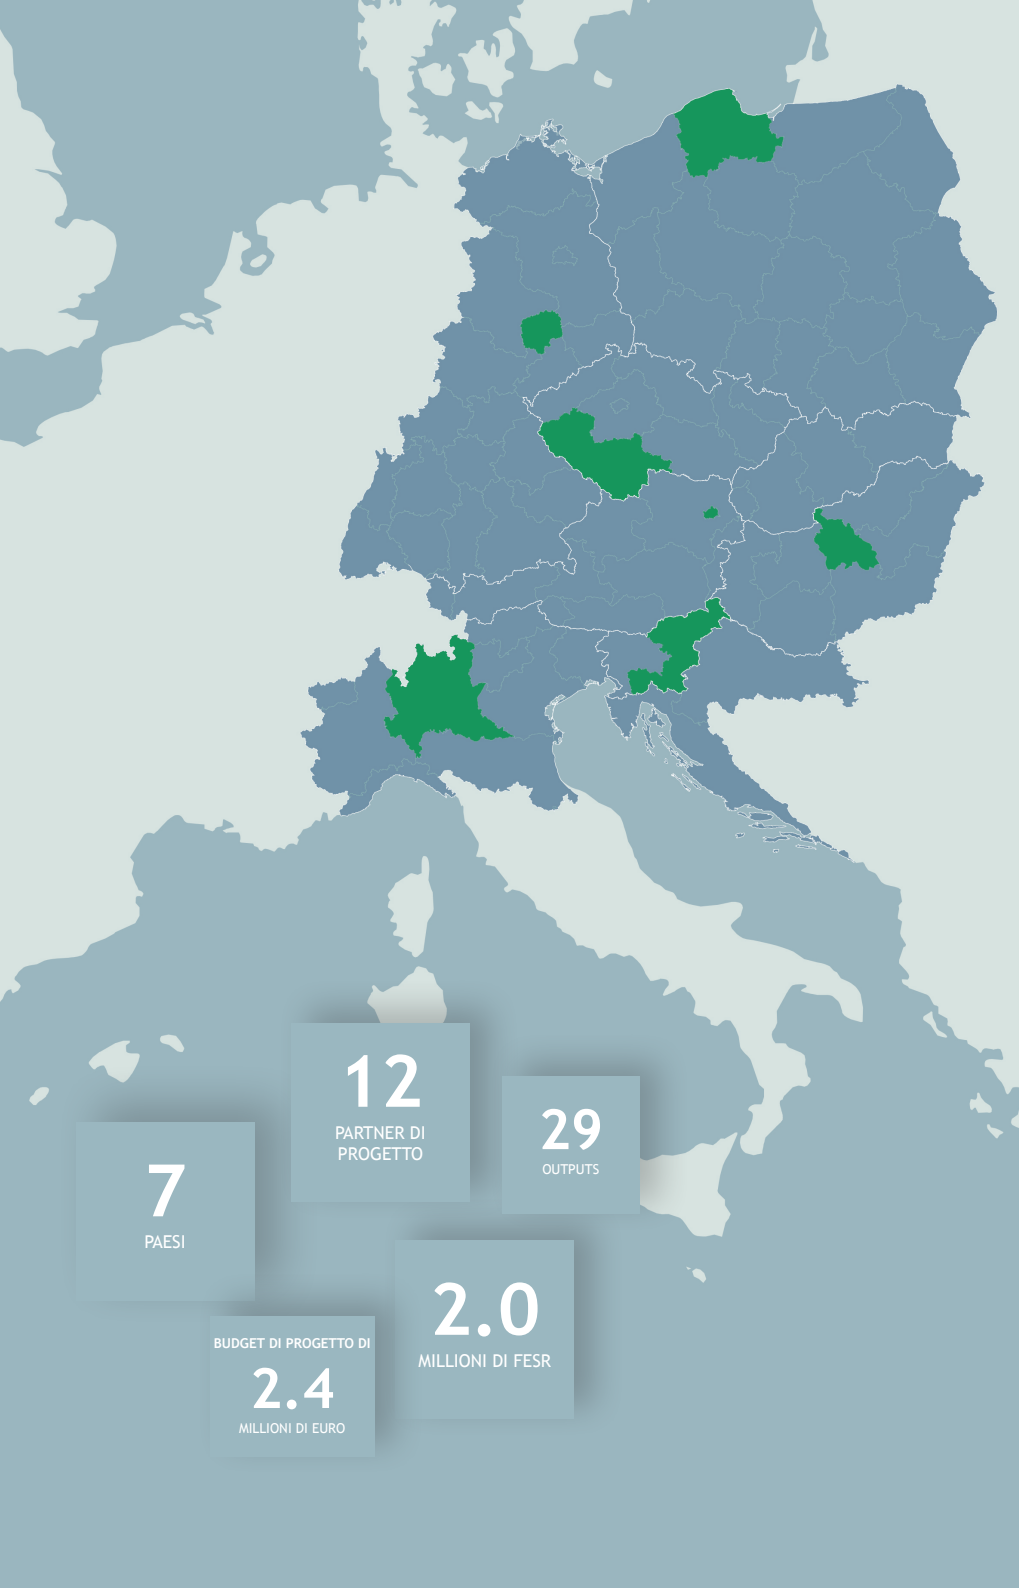 12
PARTNER DI
PROGETTO
29
OUTPUTS
7
PAESI
2.0
MILLIONI DI FESR
BUDGET DI PROGETTO DI
2.4
MILLIONI DI EURO